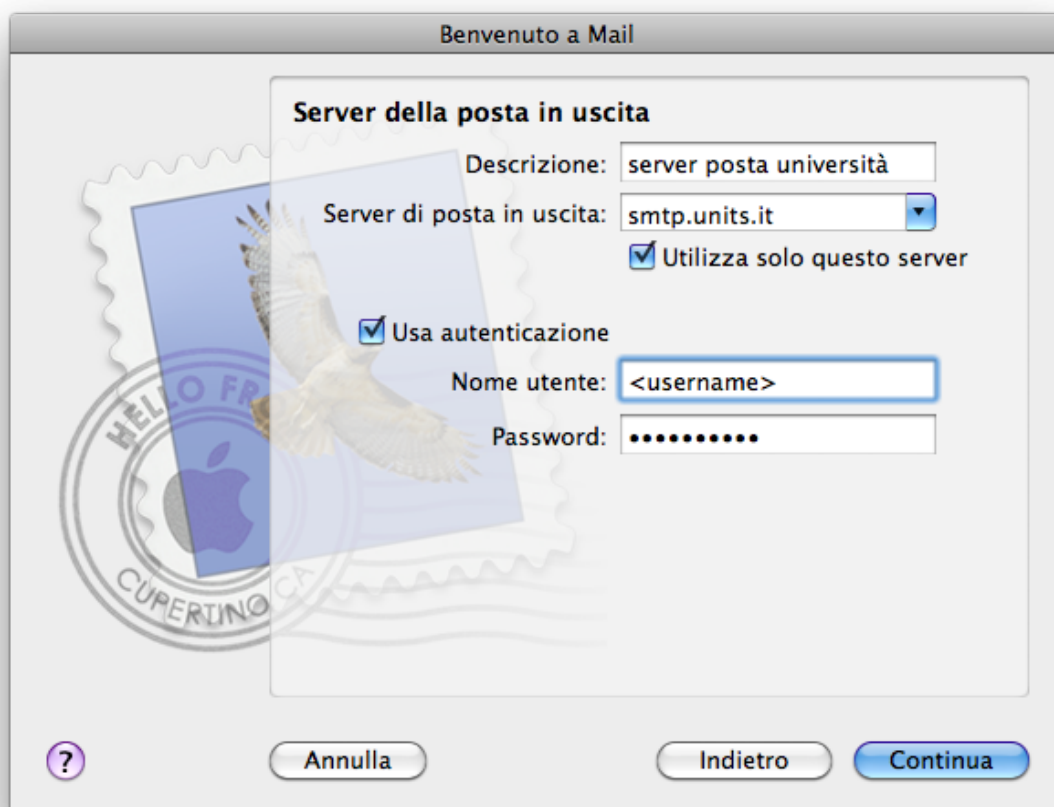 Benvenuto a Mail
Server della posta in uscita
Descrizione: server posta università
Server di posta in uscita: smtp.units.it
Utilizza solo questo server
Usa autenticazione
Nome utente: <username>
Password: ••••••••••
HELLO FR
CUPERTINO CA
?
Annulla
Indietro
Continua